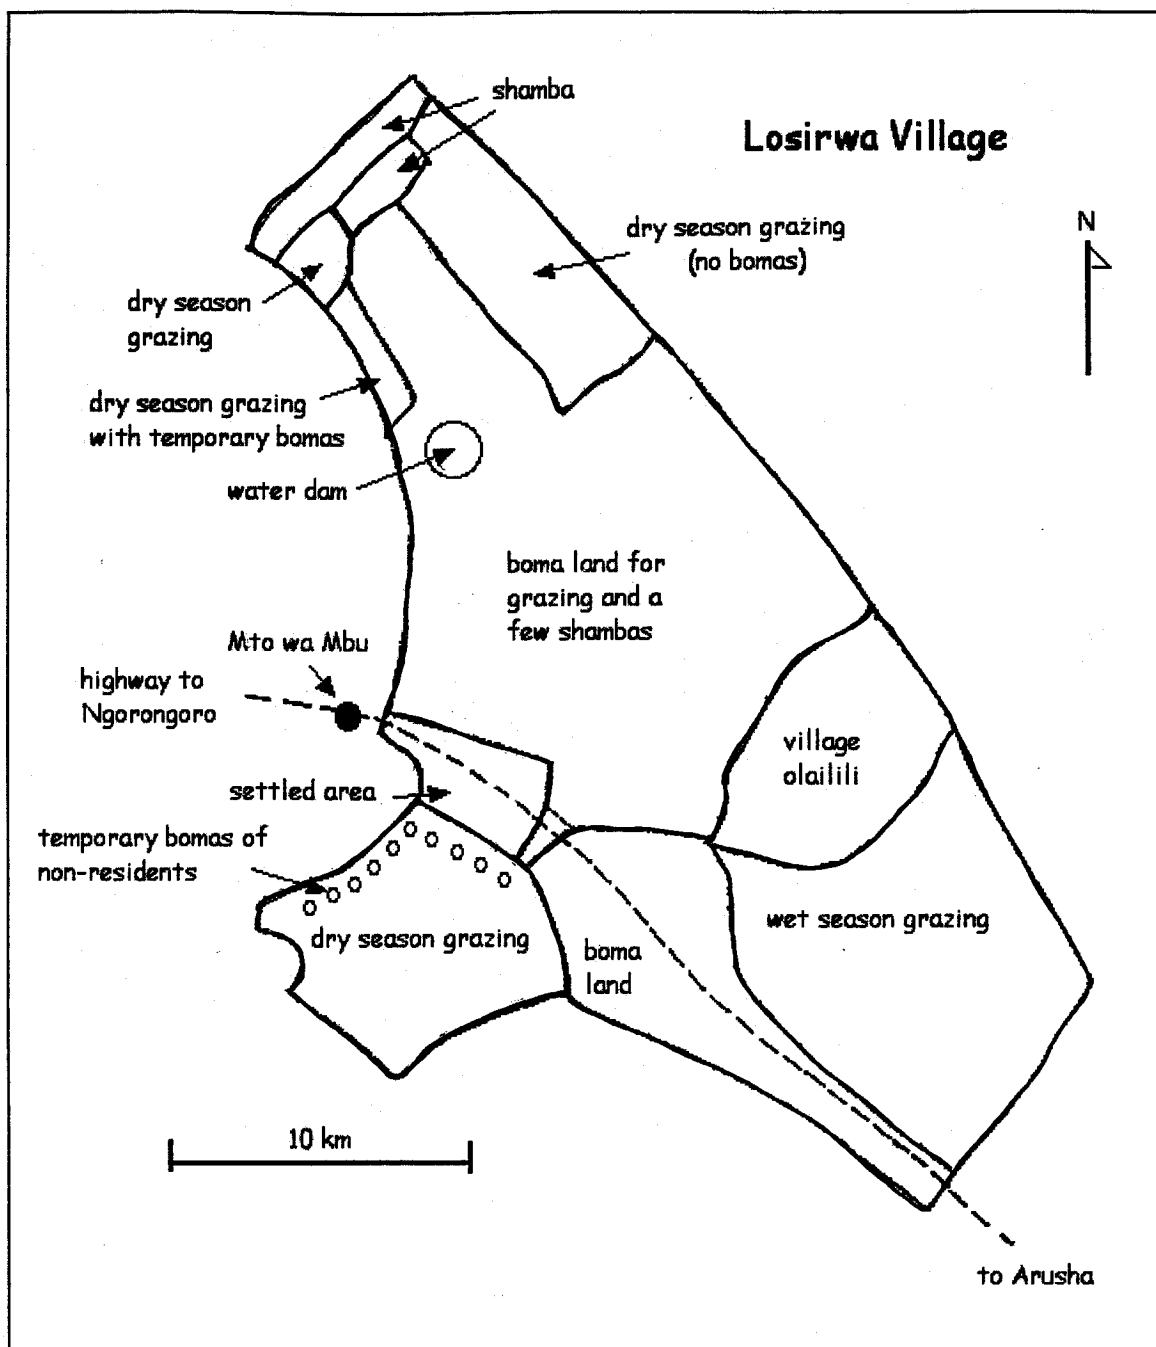 shamba
Losirwa Village
N
dry season grazing
(no bomas)
dry season
grazing
dry season grazing
with temporary bomas
water dam
boma land for
grazing and a
few shambas
Mto wa Mbu
highway to
Ngorongoro
village
olailili
settled area
temporary bomas of
non-residents
wet season grazing
dry season grazing
boma
land
10 km
to Arusha